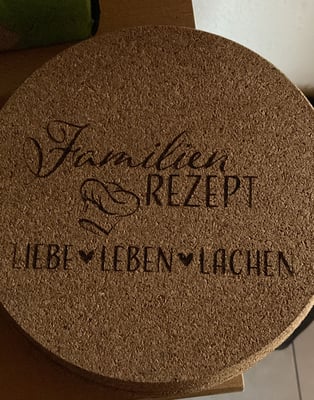 Familien
REZEPT
LIEBE ♥ LEBEN ♥ LACHEN